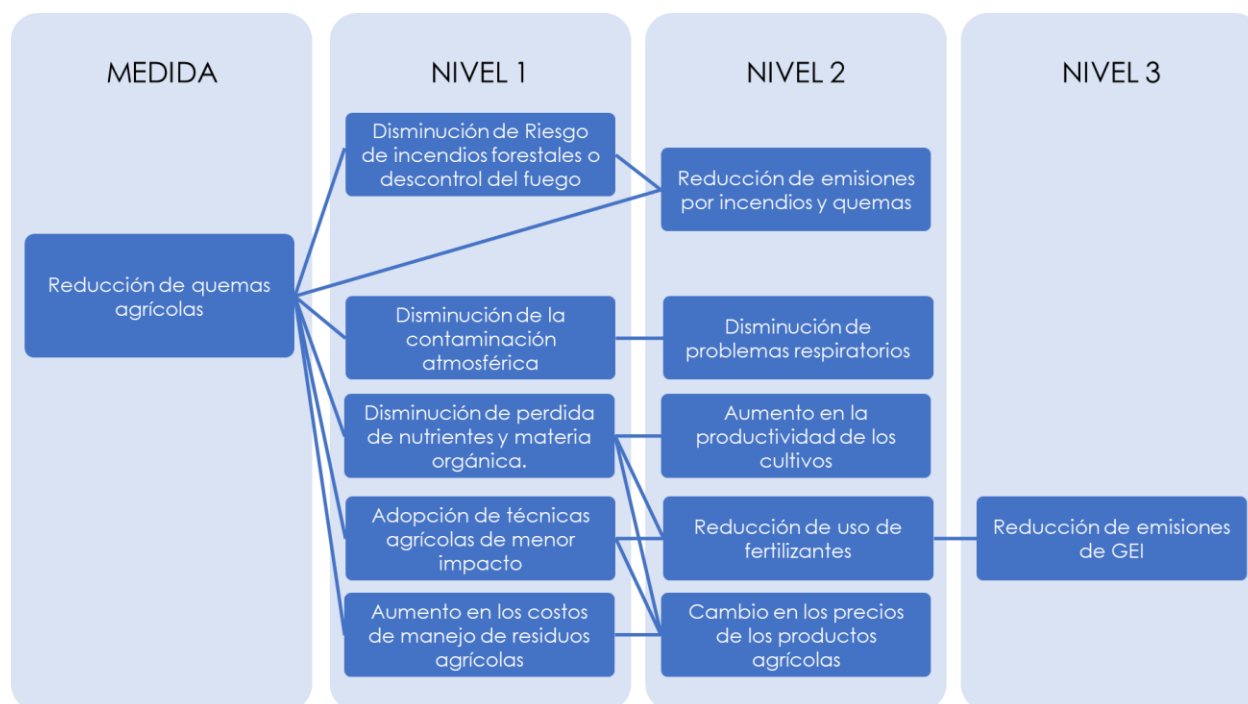 MEDIDA
NIVEL 1
NIVEL 2
NIVEL 3
Reducción de quemas
agrícolas
Disminución de Riesgo
de incendios forestales o
descontrol del fuego
Disminución de la
contaminación
atmosférica
Disminución de perdida
de nutrientes y materia
orgánica.
Adopción de técnicas
agrícolas de menor
impacto
Aumento en los costos
de manejo de residuos
agrícolas
Reducción de emisiones
por incendios y quemas
Disminución de
problemas respiratorios
Aumento en la
productividad de los
cultivos
Reducción de uso de
fertilizantes
Cambio en los precios
de los productos
agrícolas
Reducción de emisiones
de GEI